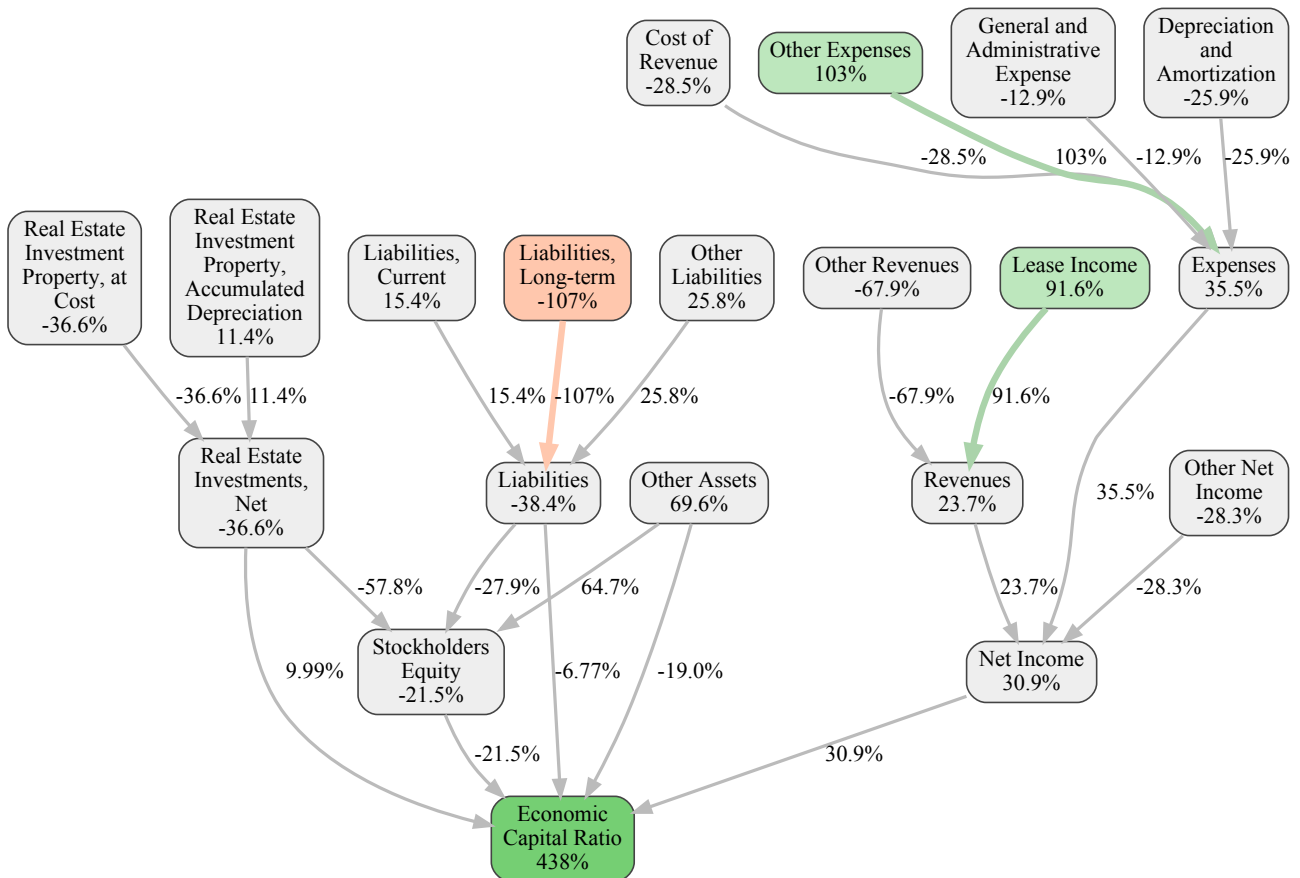 Cost of
Revenue
-28.5%
Other Expenses
103%
General and
Administrative
Expense
-12.9%
Depreciation
and
Amortization
-25.9%
-28.5%
103%
-12.9%
-25.9%
Real Estate
Investment
Property, at
Cost
-36.6%
Real Estate
Investment
Property,
Accumulated
Depreciation
11.4%
Liabilities,
Current
15.4%
Liabilities,
Long-term
-107%
Other
Liabilities
25.8%
Other Revenues
-67.9%
Lease Income
91.6%
Expenses
35.5%
-36.6%
11.4%
15.4%
-107%
25.8%
-67.9%
91.6%
Real Estate
Investments,
Net
-36.6%
Liabilities
-38.4%
Other Assets
69.6%
Revenues
23.7%
35.5%
Other Net
Income
-28.3%
-57.8%
-27.9%
64.7%
23.7%
-28.3%
9.99%
Stockholders
Equity
-21.5%
-6.77%
-19.0%
Net Income
30.9%
-21.5%
30.9%
Economic
Capital Ratio
438%